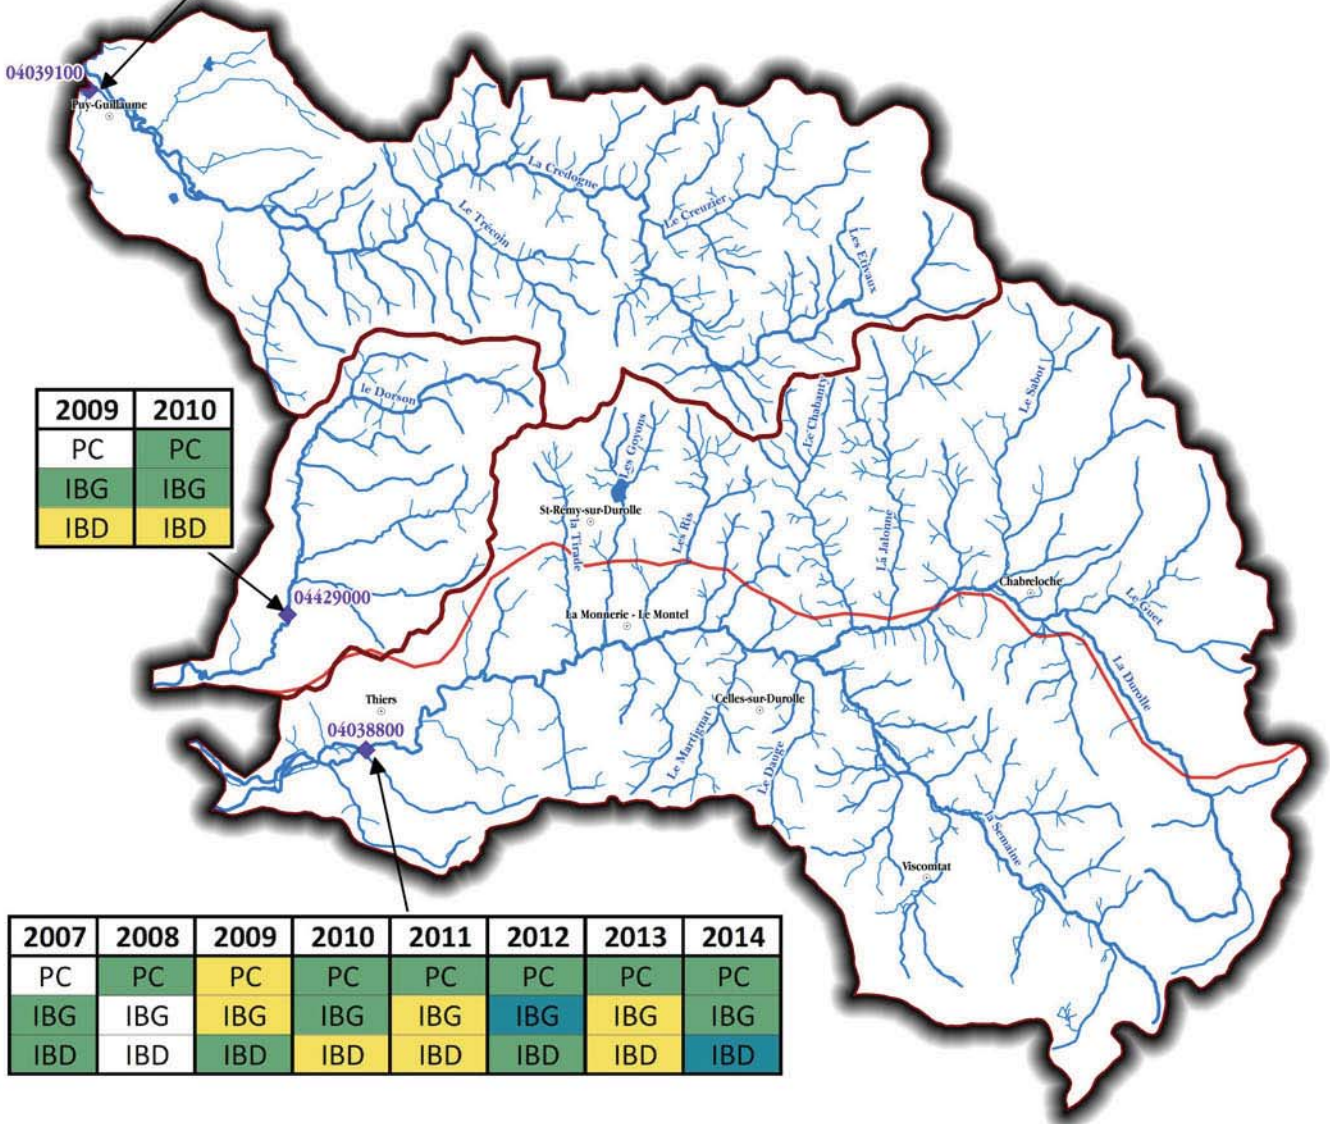 04039100
Puy-Guillaume
La Credogne
Le Creuzier
Le Trécoin
Les Etivaux
le Dorson
Le Chabanty
Le Sabot
Les Goyons
2009 2010
PC PC
IBG IBG
IBD IBD
St-Rémy-sur-Durolle
la Tirade
Les Ris
La Jalonne
Chabreloche
04429000
Le Guet
La Monnerie - Le Montel
La Durolle
Thiers
Celles-sur-Durolle
04038800
Le Martignat
Le Dauge
la Semaine
Viscomtat
2007 2008 2009 2010 2011 2012 2013 2014
PC PC PC PC PC PC PC PC
IBG IBG IBG IBG IBG IBG IBG IBG
IBD IBD IBD IBD IBD IBD IBD IBD